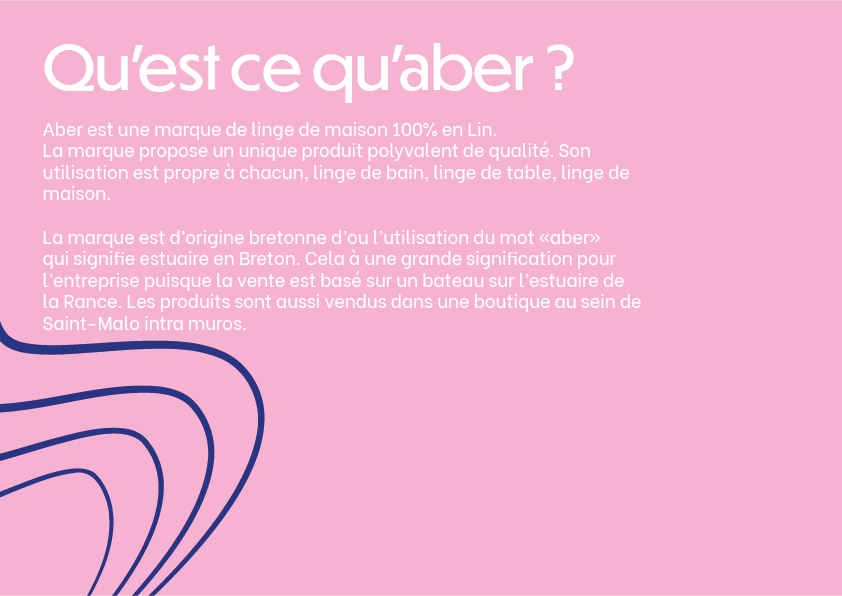 Qu’est ce qu’aber ?
Aber est une marque de linge de maison 100% en Lin.
La marque propose un unique produit polyvalent de qualité. Son
utilisation est propre à chacun, linge de bain, linge de table, linge de
maison.
La marque est d’origine bretonne d’ou l’utilisation du mot «aber»
qui signifie estuaire en Breton. Cela à une grande signification pour
l’entreprise puisque la vente est basé sur un bateau sur l’estuaire de
la Rance. Les produits sont aussi vendus dans une boutique au sein de
Saint-Malo intra muros.